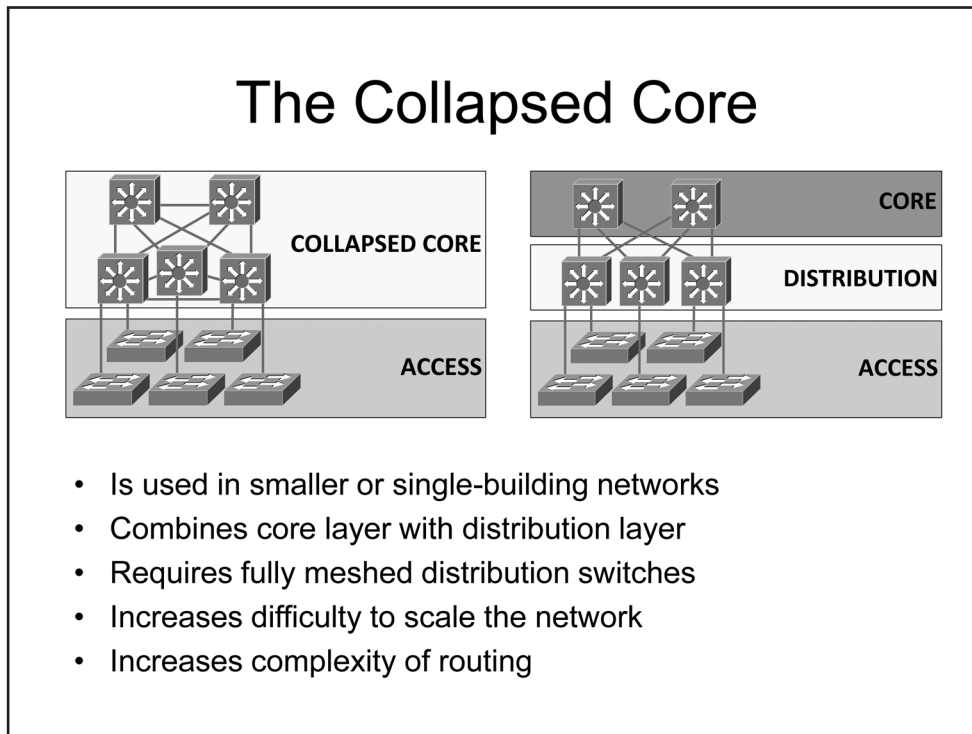 The Collapsed Core
COLLAPSED CORE
ACCESS
CORE
DISTRIBUTION
ACCESS
• Is used in smaller or single-building networks
• Combines core layer with distribution layer
• Requires fully meshed distribution switches
• Increases difficulty to scale the network
• Increases complexity of routing